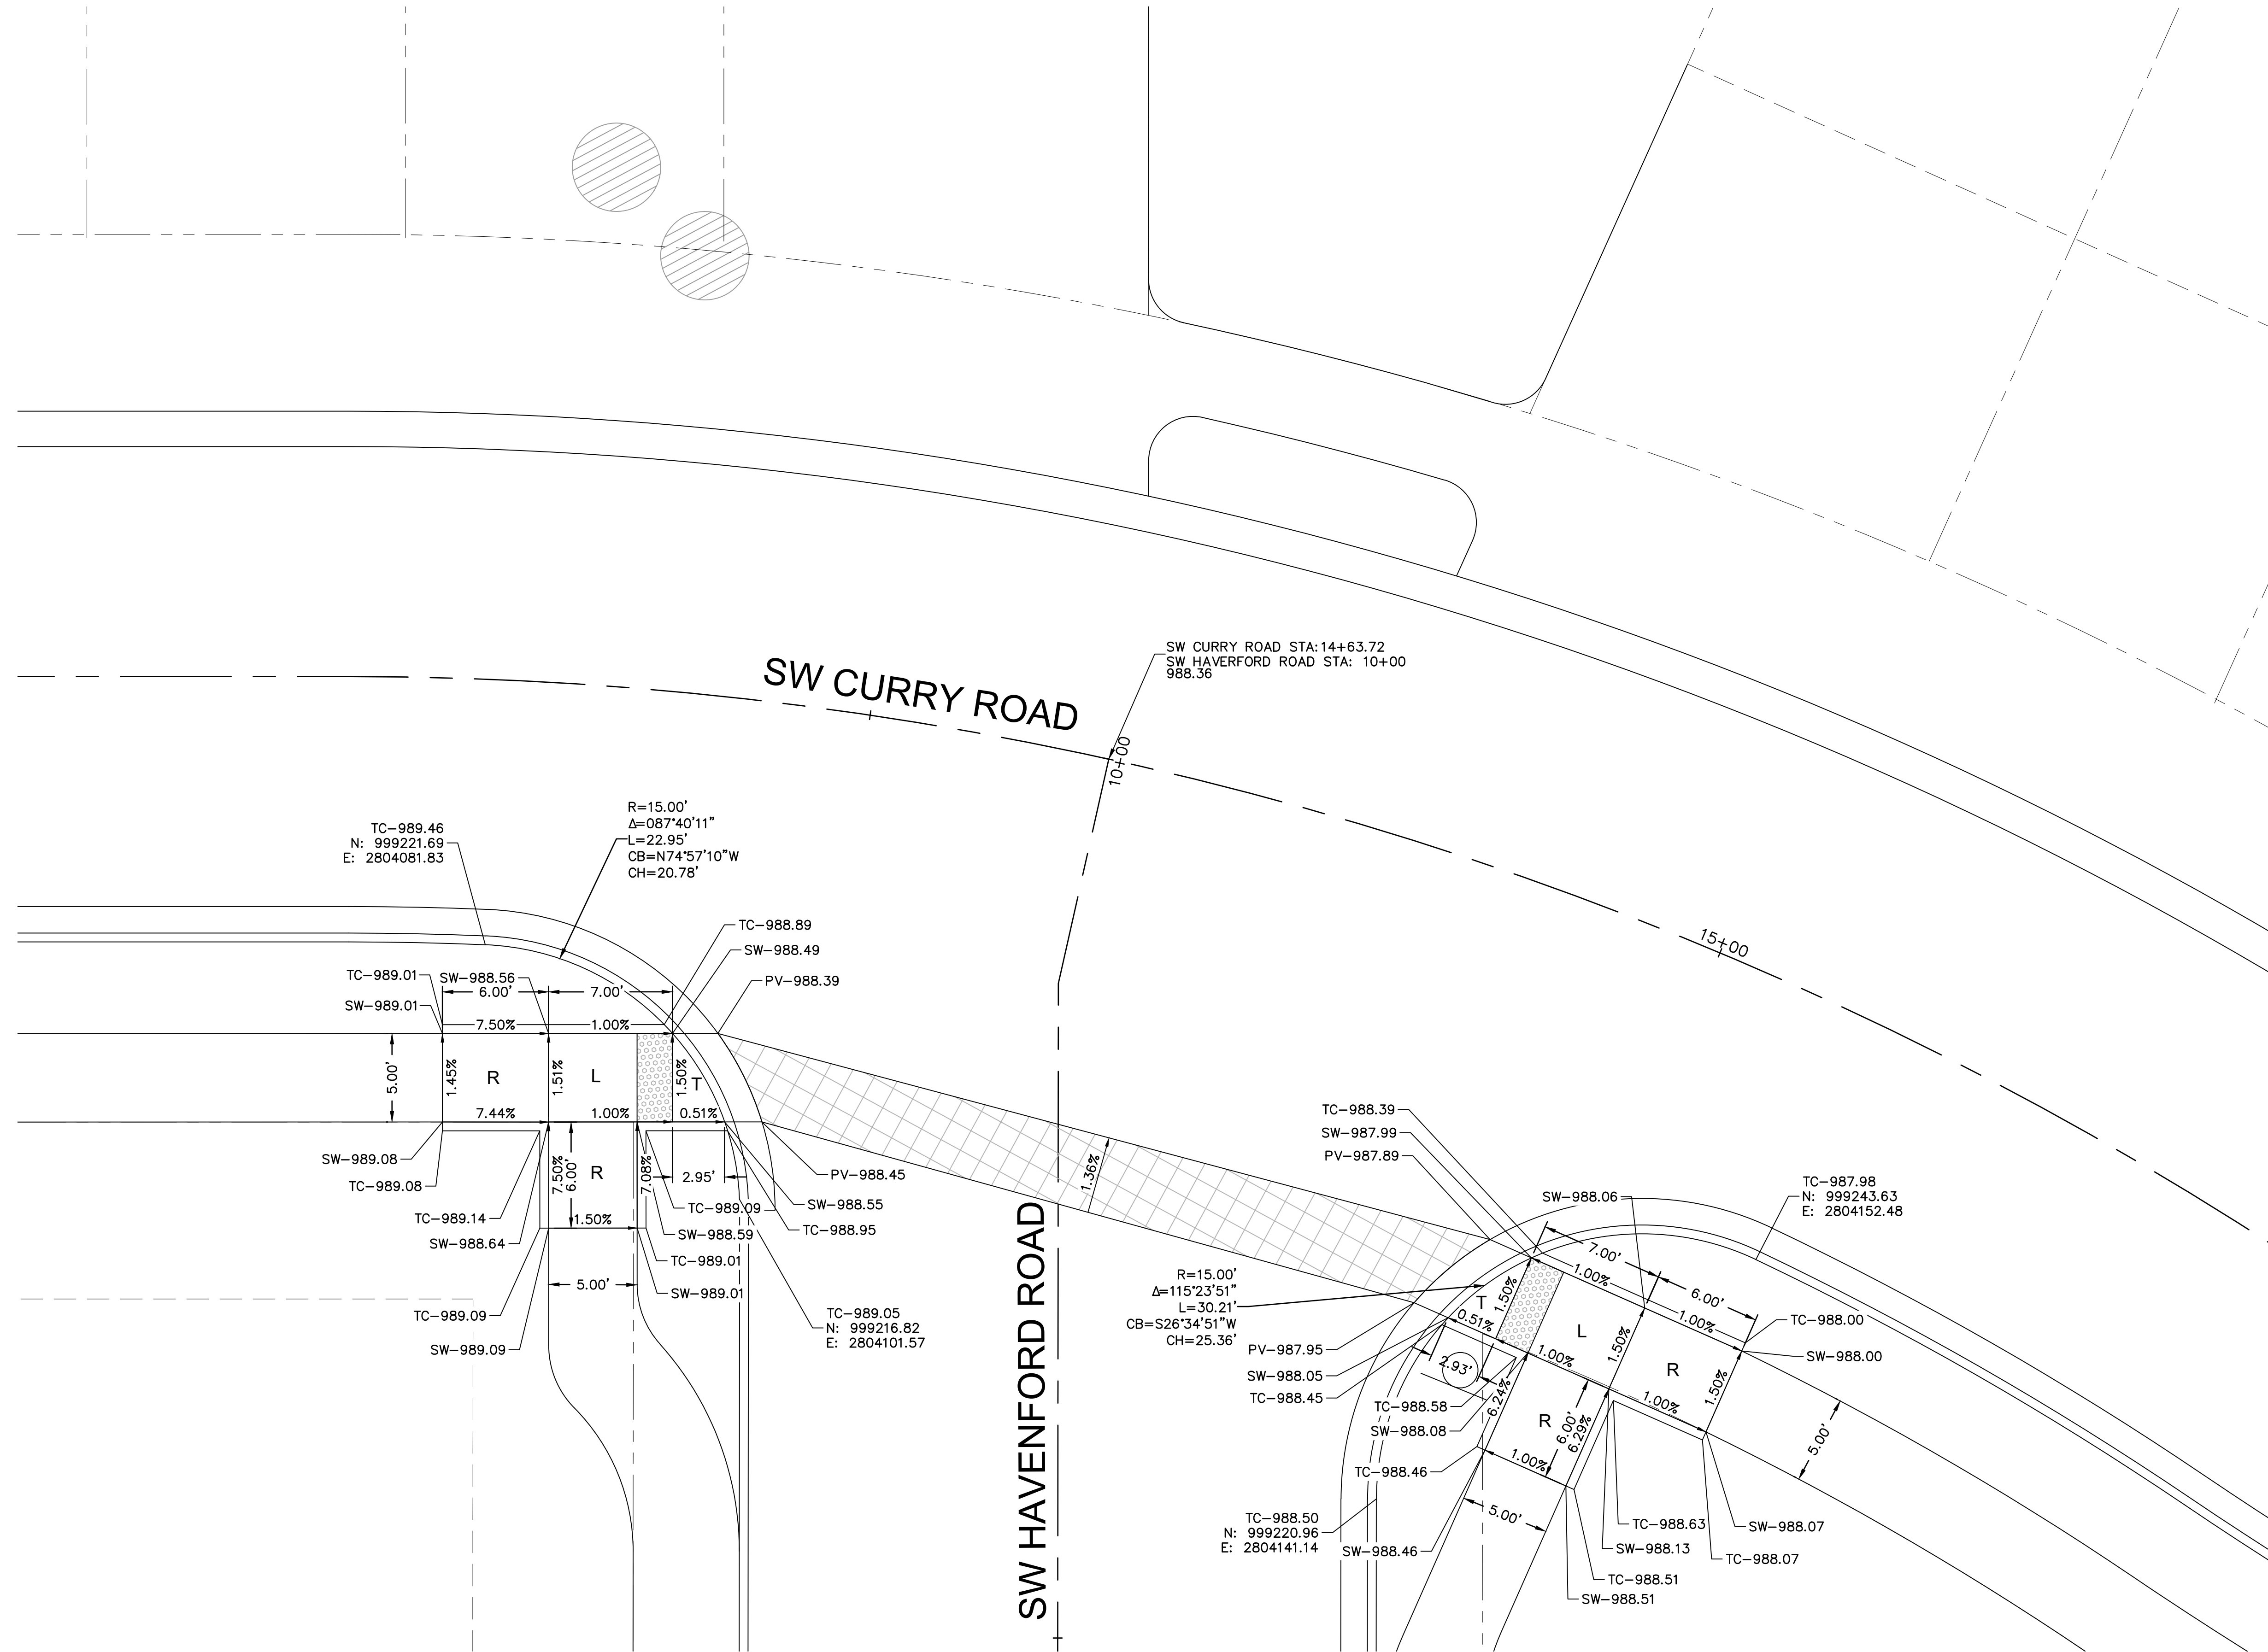 SW CURRY ROAD STA:14+63.72
SW HAVERFORD ROAD STA: 10+00
988.36
SW CURRY ROAD
10+00
15+00
SW HAVENFORD ROAD
R=15.00'
Δ=087°40'11"
L=22.95'
CB=N74°57'10"W
CH=20.78'
TC-989.46
N: 999221.69
E: 2804081.83
TC-988.89
SW-988.49
PV-988.39
TC-989.01
SW-988.56
SW-989.01
6.00'
7.00'
7.50%
1.00%
5.00'
1.45%
R
1.51%
L
1.50%
T
7.44%
1.00%
0.51%
SW-989.08
TC-989.08
7.50%
6.00'
R
7.08%
2.95'
PV-988.45
TC-989.09
SW-988.55
TC-988.95
TC-989.14
SW-988.64
1.50%
SW-988.59
TC-989.01
5.00'
SW-989.01
TC-989.09
SW-989.09
TC-989.05
N: 999216.82
E: 2804101.57
1.36%
TC-988.39
SW-987.99
PV-987.89
SW-988.06
TC-987.98
N: 999243.63
E: 2804152.48
R=15.00'
Δ=115°23'51"
L=30.21'
CB=S26°34'51"W
CH=25.36'
7.00'
1.00%
6.00'
1.00%
T
1.50%
0.51%
L
1.50%
R
1.50%
TC-988.00
SW-988.00
PV-987.95
SW-988.05
TC-988.45
2.93'
1.00%
1.00%
TC-988.58
SW-988.08
6.24%
R
6.00'
6.29%
5.00'
TC-988.46
1.00%
5.00'
TC-988.50
N: 999220.96
E: 2804141.14
SW-988.46
TC-988.63
SW-988.13
SW-988.07
TC-988.07
TC-988.51
SW-988.51